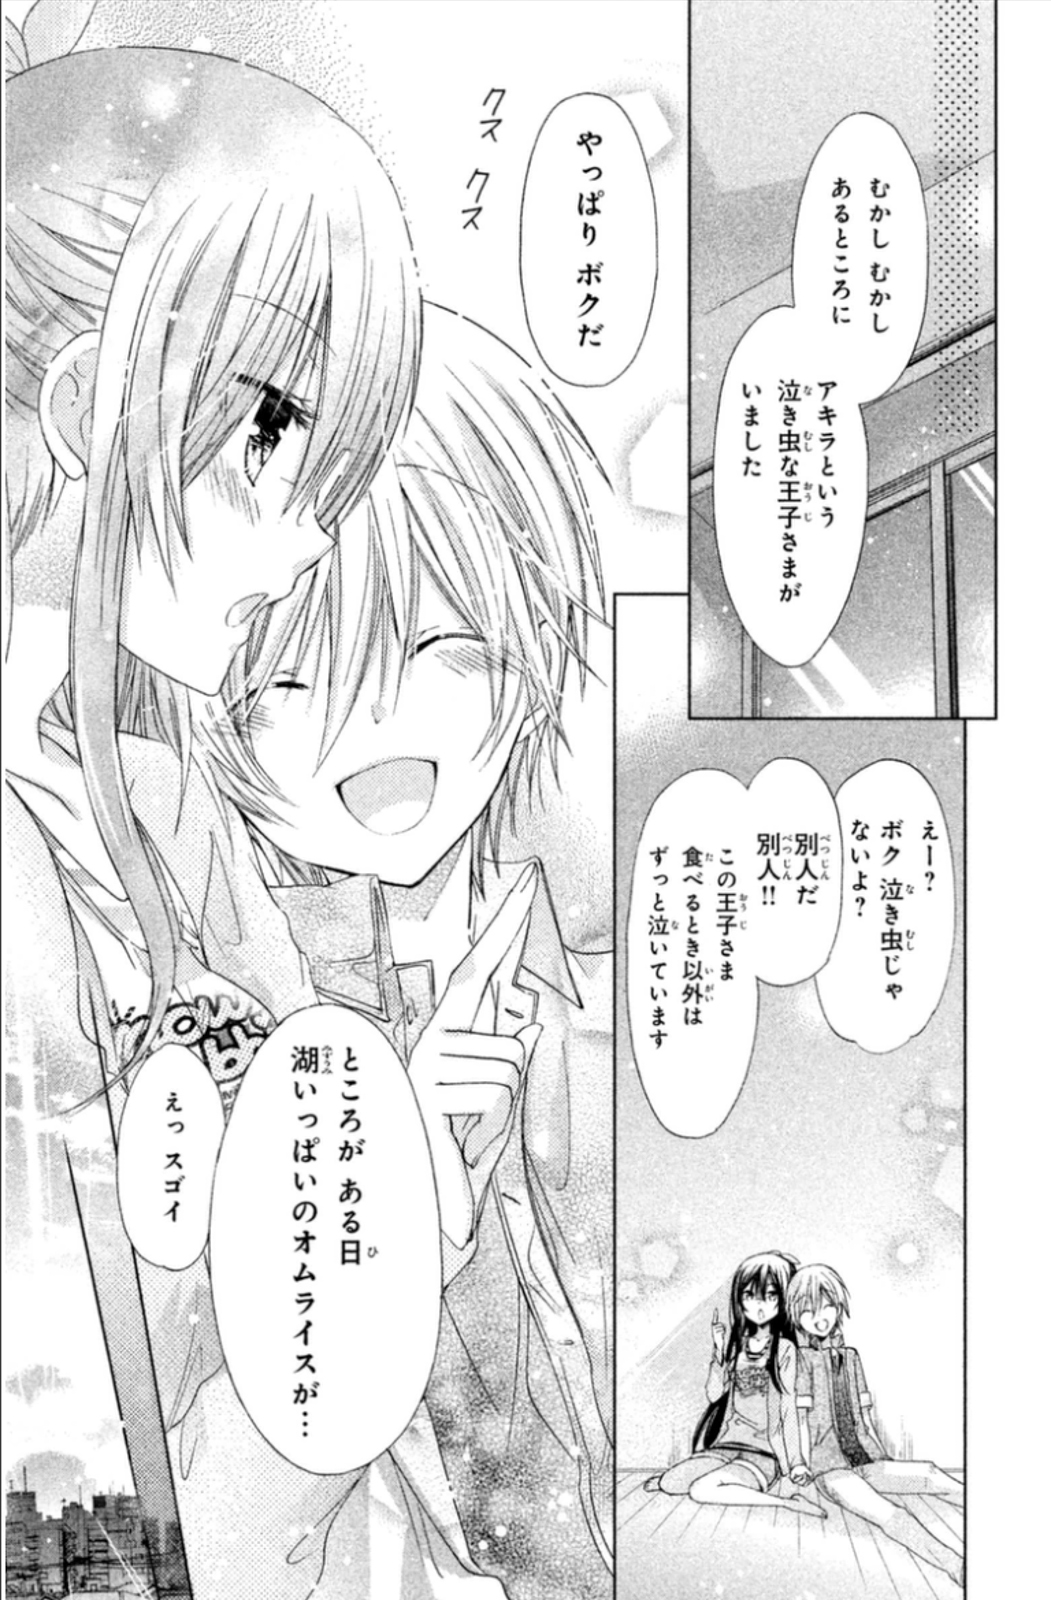 むかし むかし
あるところに
アキラという
泣き虫な王子さまが
いました
えー?
ボク 泣き虫じゃ
ないよ?
別人だ
別人!!
この王子さま
食べるとき以外は
ずっと泣いています
やっぱり ボクだ
クス
クス
ところが ある日
湖いっぱいのオムライスが…
えっ スゴイ